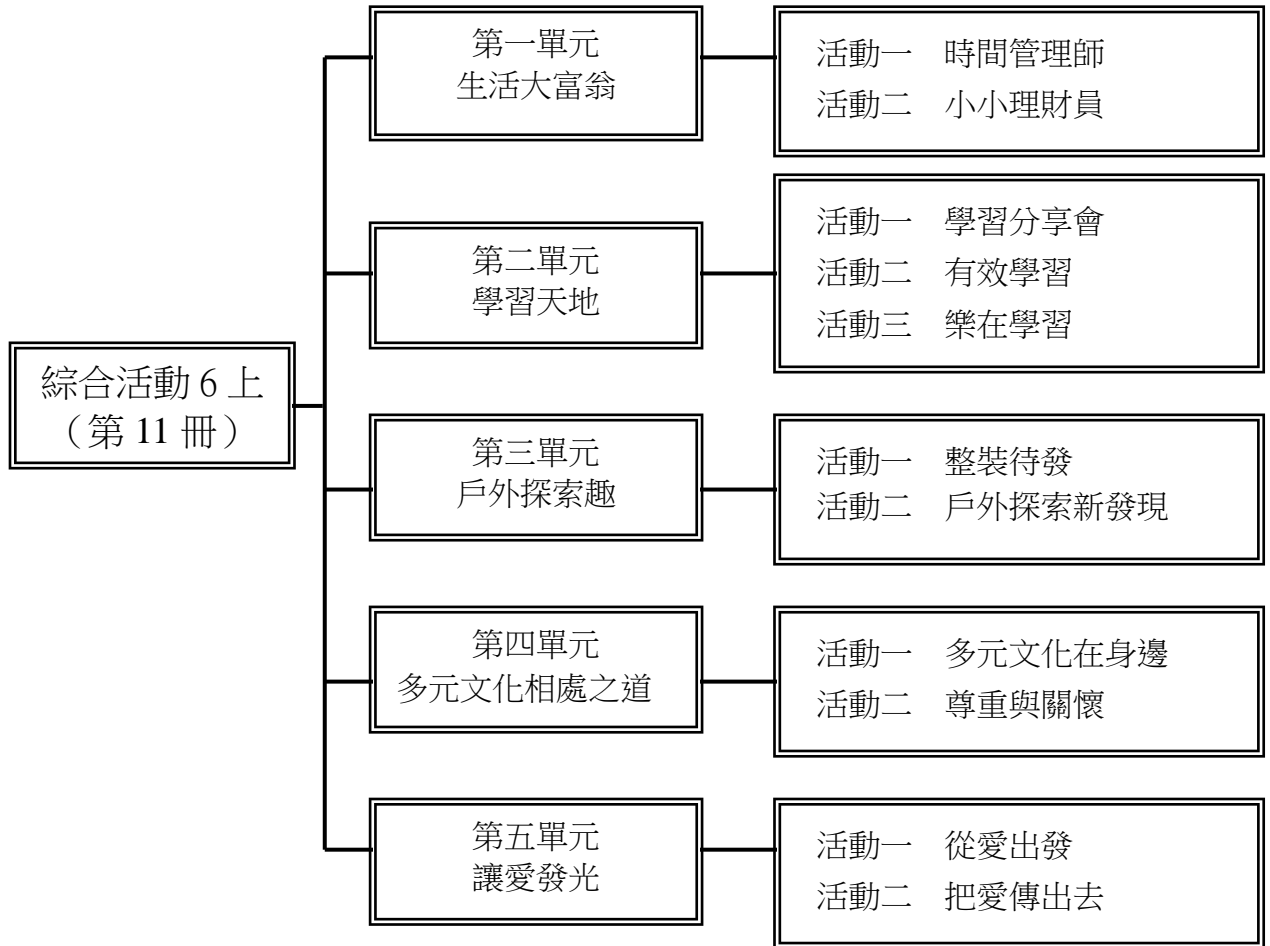 綜合活動 6 上
（第 11 冊）
第一單元
生活大富翁
活動一　時間管理師
活動二　小小理財員
第二單元
學習天地
活動一　學習分享會
活動二　有效學習
活動三　樂在學習
第三單元
戶外探索趣
活動一　整裝待發
活動二　戶外探索新發現
第四單元
多元文化相處之道
活動一　多元文化在身邊
活動二　尊重與關懷
第五單元
讓愛發光
活動一　從愛出發
活動二　把愛傳出去